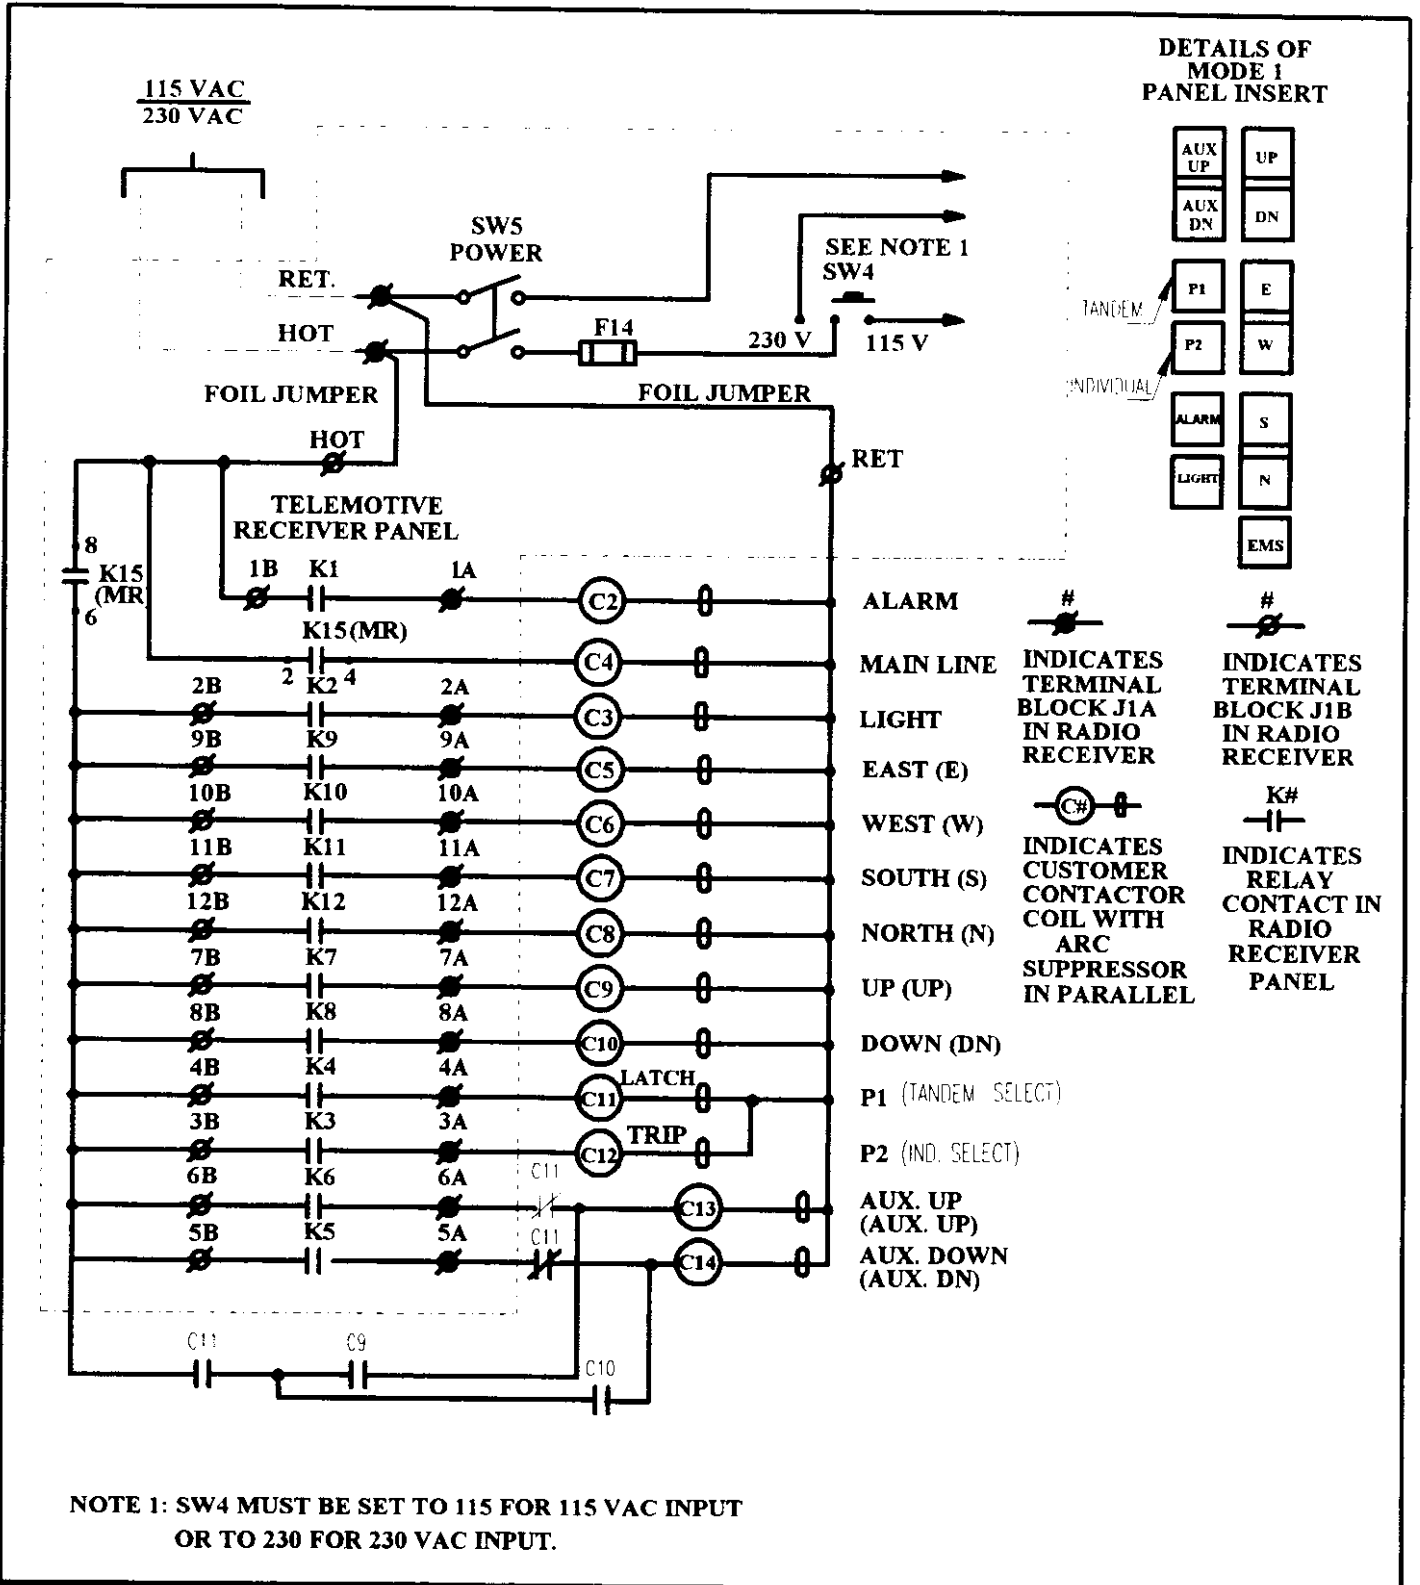 DETAILS OF
MODE 1
PANEL INSERT
115 VAC
230 VAC
AUX
UP
UP
AUX
DN
DN
SW5
POWER
SEE NOTE 1
SW4
RET.
TANDEM
P1
E
HOT
F14
230 V
115 V
P2
W
INDIVIDUAL
FOIL JUMPER
FOIL JUMPER
ALARM
S
HOT
RET
LIGHT
N
TELEMOTIVE
RECEIVER PANEL
EMS
8
K15
(MR)
6
1B
K1
1A
C2
ALARM
K15(MR)
2
4
C4
MAIN LINE
2B
K2
2A
C3
LIGHT
9B
K9
9A
C5
EAST (E)
10B
K10
10A
C6
WEST (W)
11B
K11
11A
C7
SOUTH (S)
12B
K12
12A
C8
NORTH (N)
7B
K7
7A
C9
UP (UP)
8B
K8
8A
C10
DOWN (DN)
4B
K4
4A
C11
LATCH
P1 (TANDEM SELECT)
3B
K3
3A
C12
TRIP
P2 (IND. SELECT)
6B
K6
6A
C11
C13
AUX. UP
(AUX. UP)
5B
K5
5A
C11
C14
AUX. DOWN
(AUX. DN)
C11
C9
C10
#
INDICATES
TERMINAL
BLOCK J1A
IN RADIO
RECEIVER
#
INDICATES
TERMINAL
BLOCK J1B
IN RADIO
RECEIVER
C#
INDICATES
CUSTOMER
CONTACTOR
COIL WITH
ARC
SUPPRESSOR
IN PARALLEL
K#
INDICATES
RELAY
CONTACT IN
RADIO
RECEIVER
PANEL
NOTE 1: SW4 MUST BE SET TO 115 FOR 115 VAC INPUT
OR TO 230 FOR 230 VAC INPUT.